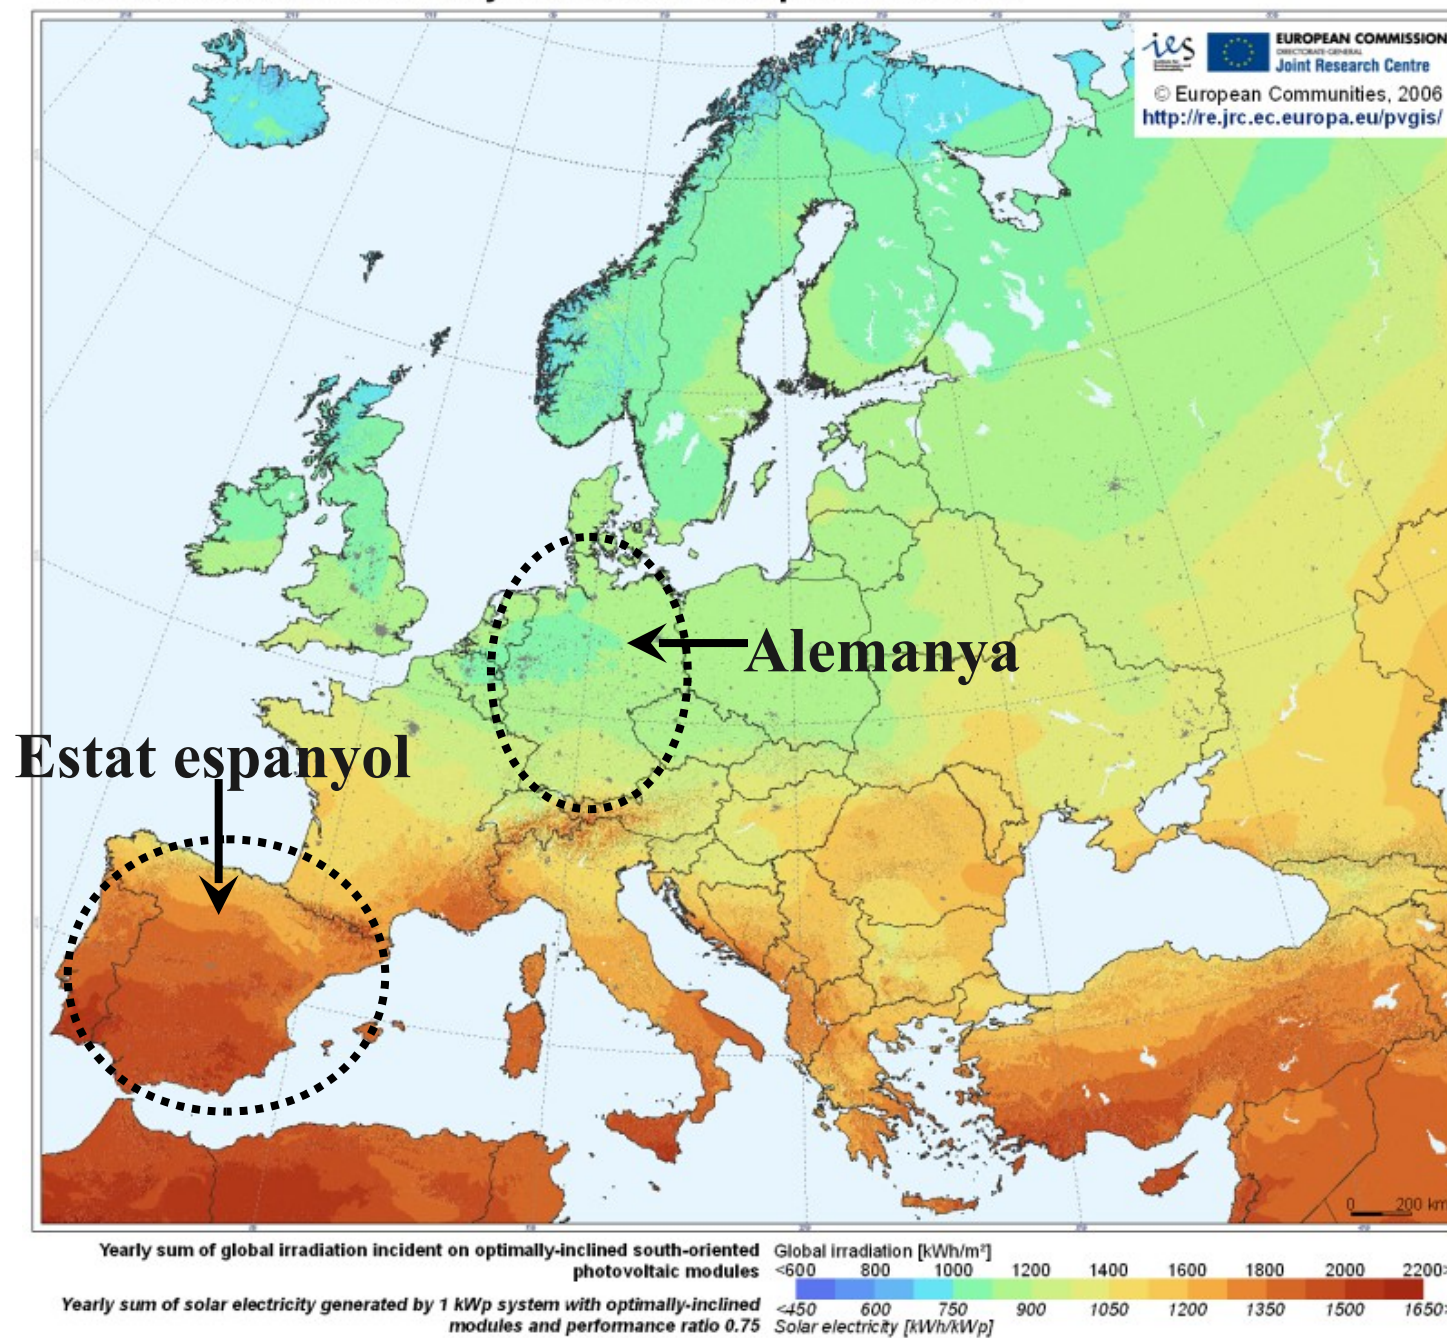 EUROPEAN COMMISSION
DIRECTORATE-GENERAL
Joint Research Centre
ies
© European Communities, 2006
http://re.jrc.ec.europa.eu/pvgis/
Alemanya
Estat espanyol
0 200 km
Yearly sum of global irradiation incident on optimally-inclined south-oriented
photovoltaic modules
Yearly sum of solar electricity generated by 1 kWp system with optimally-inclined
modules and performance ratio 0.75
Global irradiation [kWh/m²]
<600 800 1000 1200 1400 1600 1800 2000 2200>
<450 600 750 900 1050 1200 1350 1500 1650>
Solar electricity [kWh/kWp]